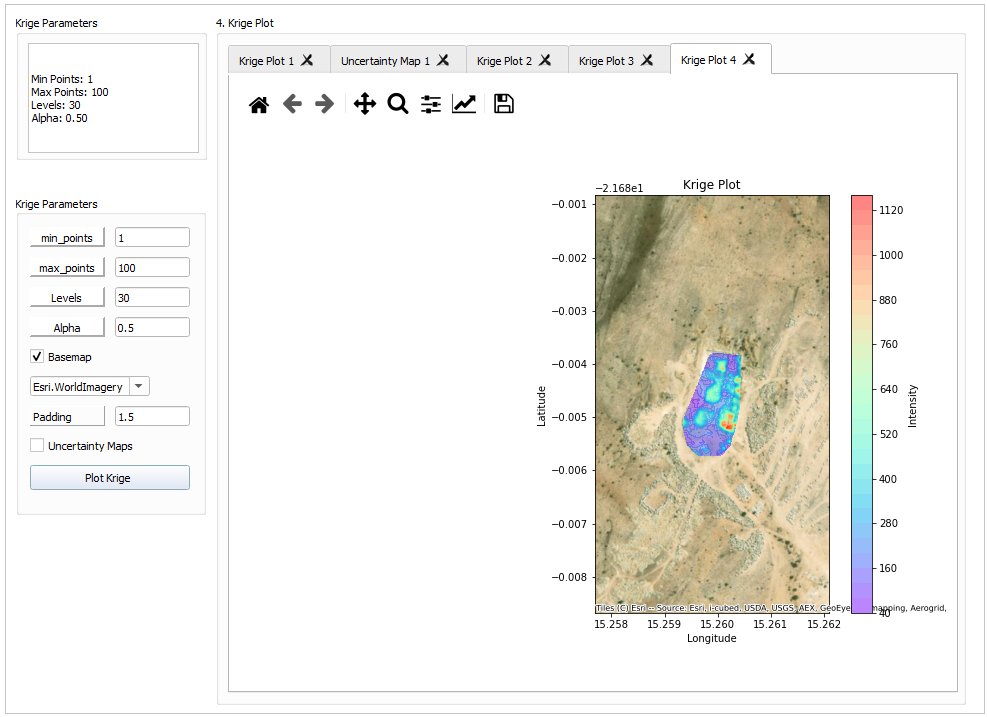 Krige Parameters
Min Points: 1
Max Points: 100
Levels: 30
Alpha: 0.50
Krige Parameters
min_points 1
max_points 100
Levels 30
Alpha 0.5
Basemap
Esri.WorldImagery
Padding 1.5
Uncertainty Maps
Plot Krige
4. Krige Plot
Krige Plot 1 Uncertainty Map 1 Krige Plot 2 Krige Plot 3 Krige Plot 4
−2.168e1
Krige Plot
−0.001
−0.002
−0.003
−0.004
−0.005
−0.006
−0.007
−0.008
Latitude
Tiles (C) Esri -- Source: Esri, i-cubed, USDA, USGS, AEX, GeoEye, mapping, Aerogrid,
15.258 15.259 15.260 15.261 15.262
Longitude
1120
1000
880
760
640
520
400
280
160
40
Intensity